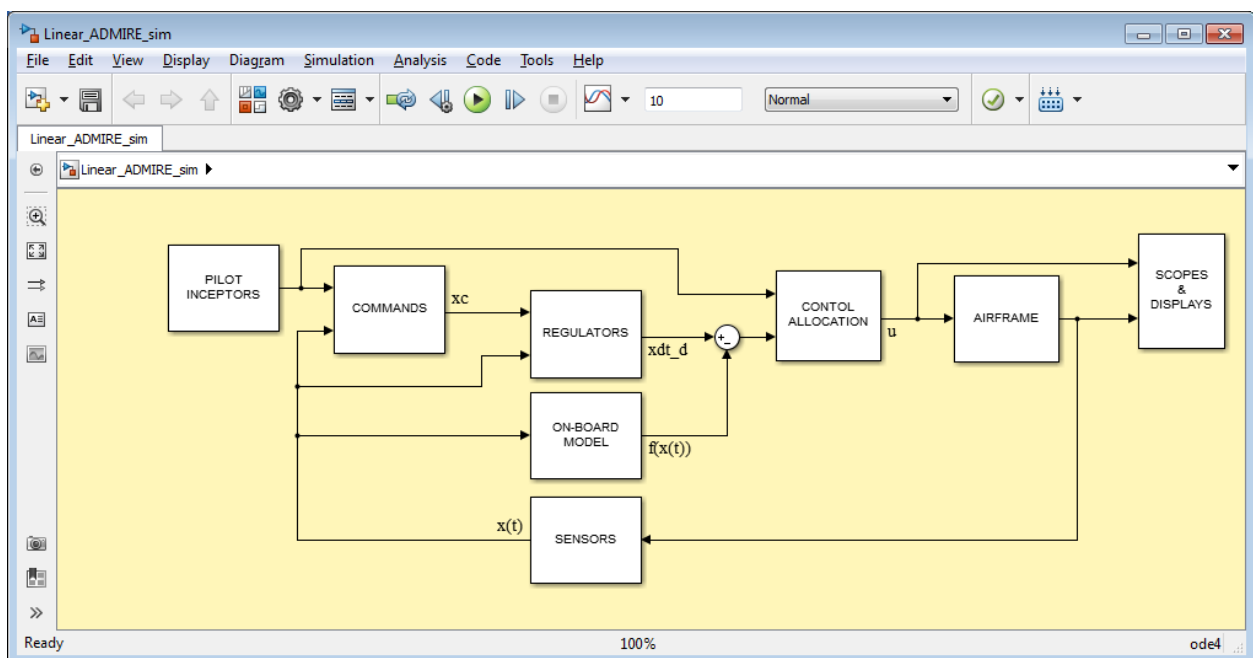 Linear_ADMIRE_sim
File Edit View Display Diagram Simulation Analysis Code Tools Help
10
Normal
Linear_ADMIRE_sim
Linear_ADMIRE_sim
PILOT
INCEPTORS
COMMANDS
xc
REGULATORS
xdt_d
+
-
CONTOL
ALLOCATION
u
AIRFRAME
SCOPES
&
DISPLAYS
ON-BOARD
MODEL
f(x(t))
x(t)
SENSORS
Ready
100%
ode4